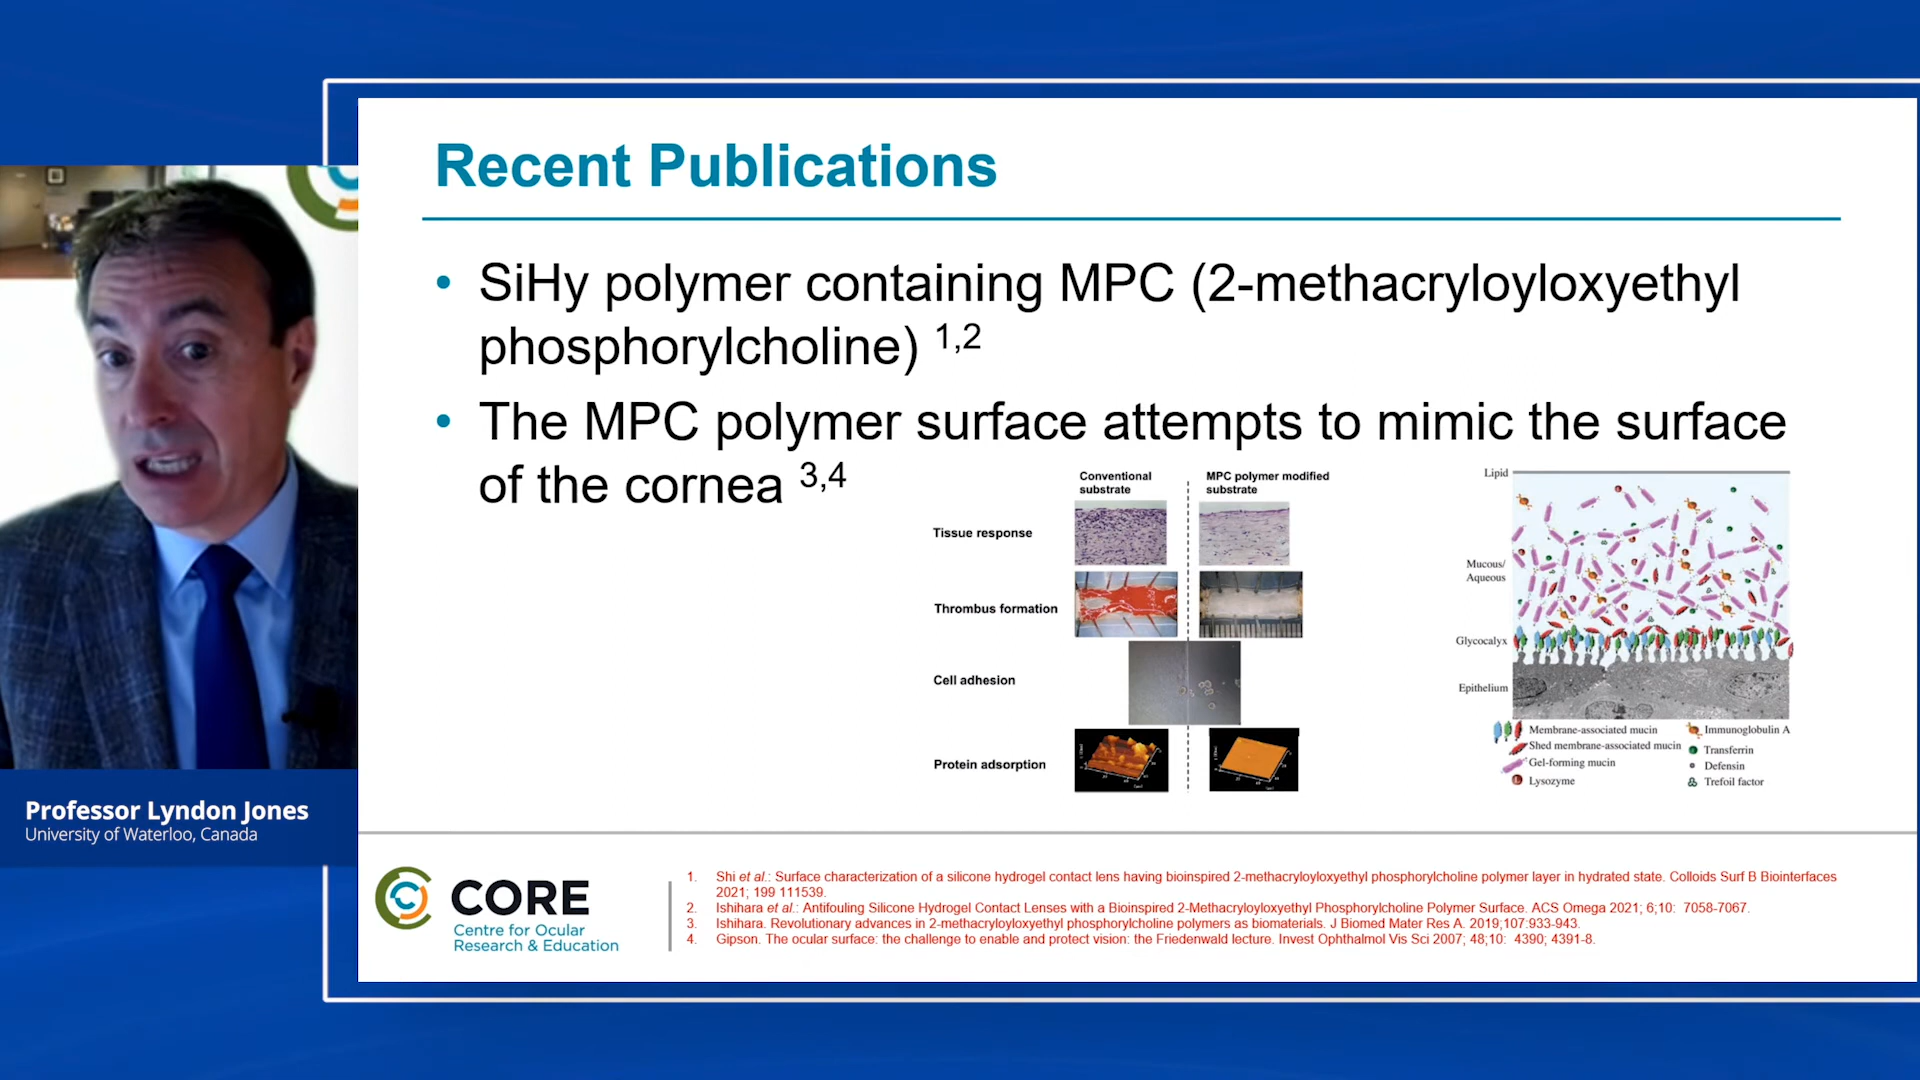 Recent Publications
• SiHy polymer containing MPC (2-methacryloyloxyethyl
phosphorylcholine) 1,2
• The MPC polymer surface attempts to mimic the surface
of the cornea 3,4
Conventional
substrate
MPC polymer modified
substrate
Tissue response
Thrombus formation
Cell adhesion
Protein adsorption
Lipid
Mucous/
Aqueous
Glycocalyx
Epithelium
Membrane-associated mucin
Shed membrane-associated mucin
Gel-forming mucin
Lysozyme
Immunoglobulin A
Transferrin
Defensin
Trefoil factor
Professor Lyndon Jones
University of Waterloo, Canada
CORE
Centre for Ocular
Research & Education
1. Shi et al.: Surface characterization of a silicone hydrogel contact lens having bioinspired 2-methacryloyloxyethyl phosphorylcholine polymer layer in hydrated state. Colloids Surf B Biointerfaces
2021; 199 111539.
2. Ishihara et al.: Antifouling Silicone Hydrogel Contact Lenses with a Bioinspired 2-Methacryloyloxyethyl Phosphorylcholine Polymer Surface. ACS Omega 2021; 6;10: 7058-7067.
3. Ishihara. Revolutionary advances in 2-methacryloyloxyethyl phosphorylcholine polymers as biomaterials. J Biomed Mater Res A. 2019;107:933-943.
4. Gipson. The ocular surface: the challenge to enable and protect vision: the Friedenwald lecture. Invest Ophthalmol Vis Sci 2007; 48;10: 4390; 4391-8.